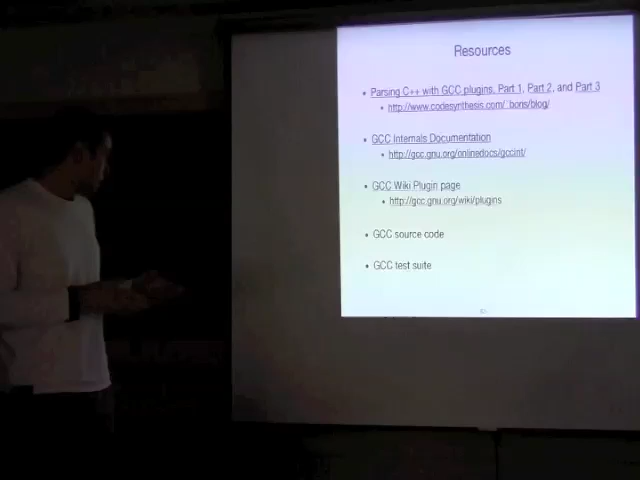 Resources
• Parsing C++ with GCC plugins, Part 1, Part 2, and Part 3
• http://www.codesynthesis.com/~boris/blog/
• GCC Internals Documentation
• http://gcc.gnu.org/onlinedocs/gccint/
• GCC Wiki Plugin page
• http://gcc.gnu.org/wiki/plugins
• GCC source code
• GCC test suite